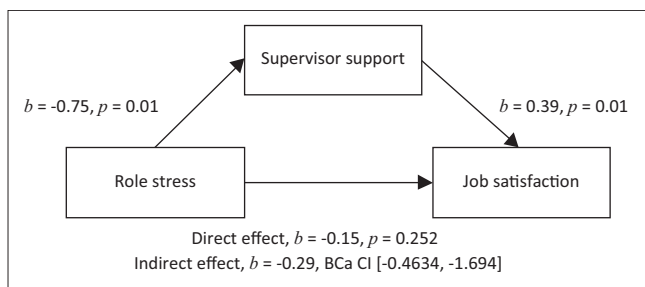 Supervisor support
b = -0.75, p = 0.01
b = 0.39, p = 0.01
Role stress
Job satisfaction
Direct effect, b = -0.15, p = 0.252
Indirect effect, b = -0.29, BCa CI [-0.4634, -1.694]